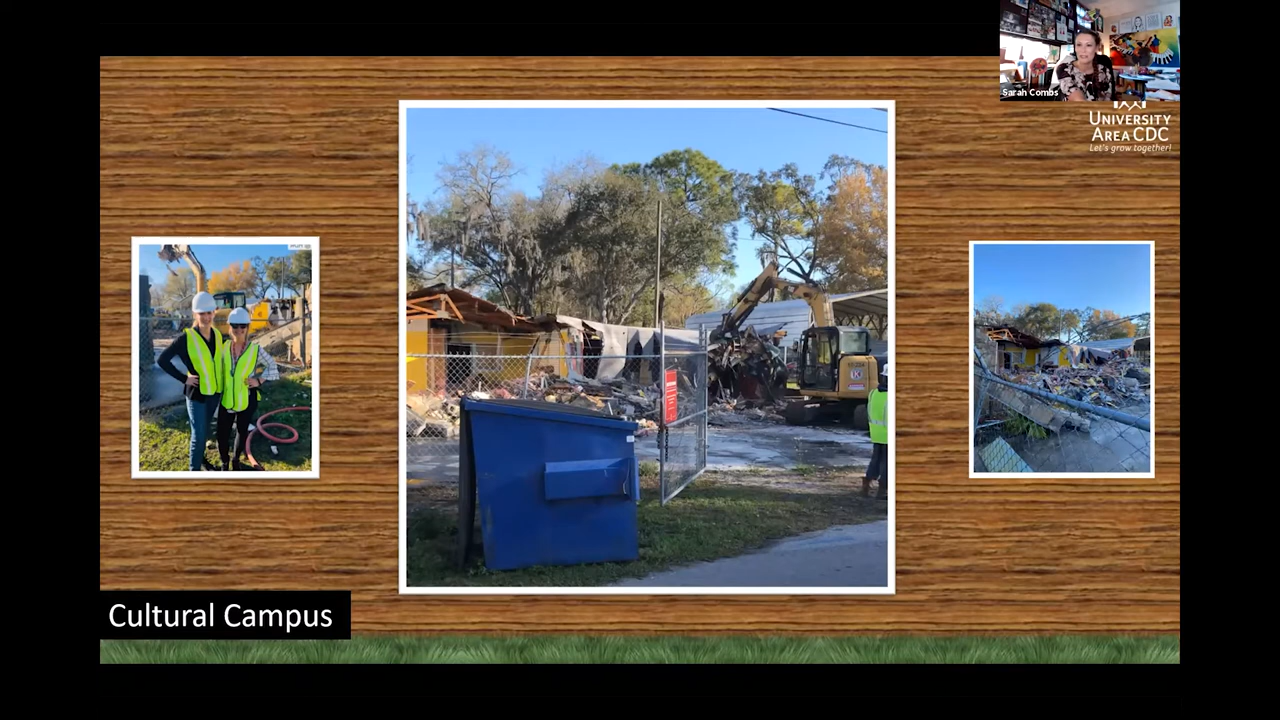 Sarah Combs
UNIVERSITY
AREA CDC
Let's grow together!
Cultural Campus